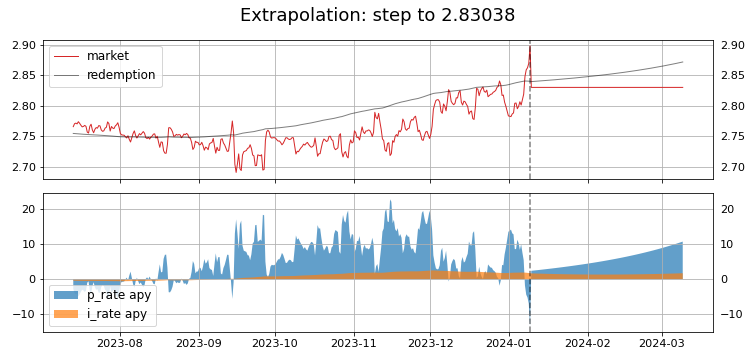 Extrapolation: step to 2.83038
2.90 market 2.90
2.85 redemption 2.85
2.80 2.80
2.75 2.75
2.70 2.70
20 20
10 10
0 0
p_rate apy
−10 i_rate apy −10
2023-08 2023-09 2023-10 2023-11 2023-12 2024-01 2024-02 2024-03